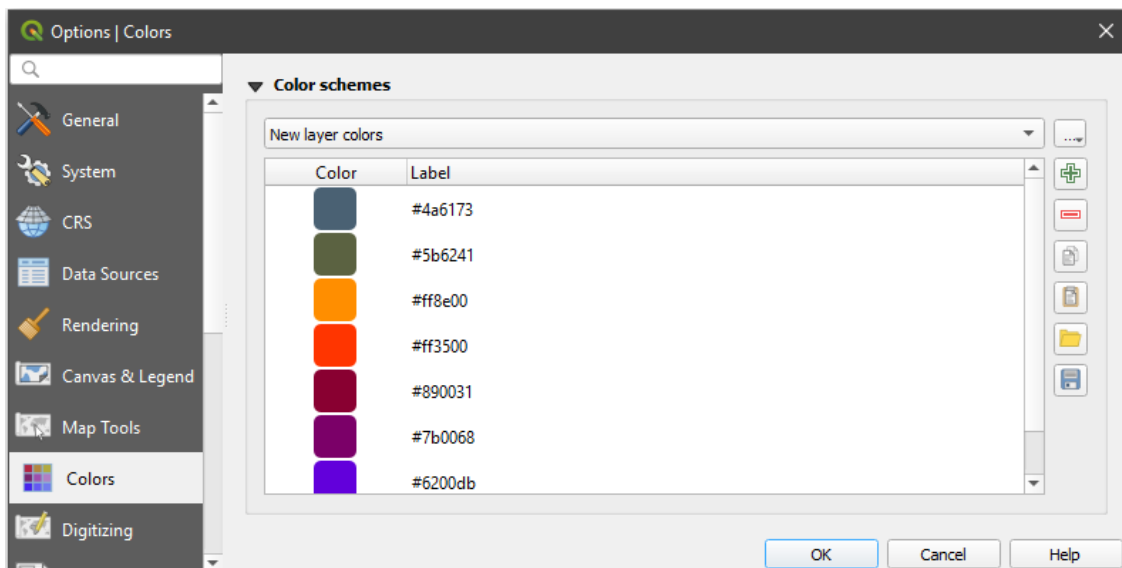 Options | Colors
General
System
CRS
Data Sources
Rendering
Canvas & Legend
Map Tools
Colors
Digitizing
Color schemes
New layer colors
...
Color Label
#4a6173
#5b6241
#ff8e00
#ff3500
#890031
#7b0068
#6200db
OK Cancel Help